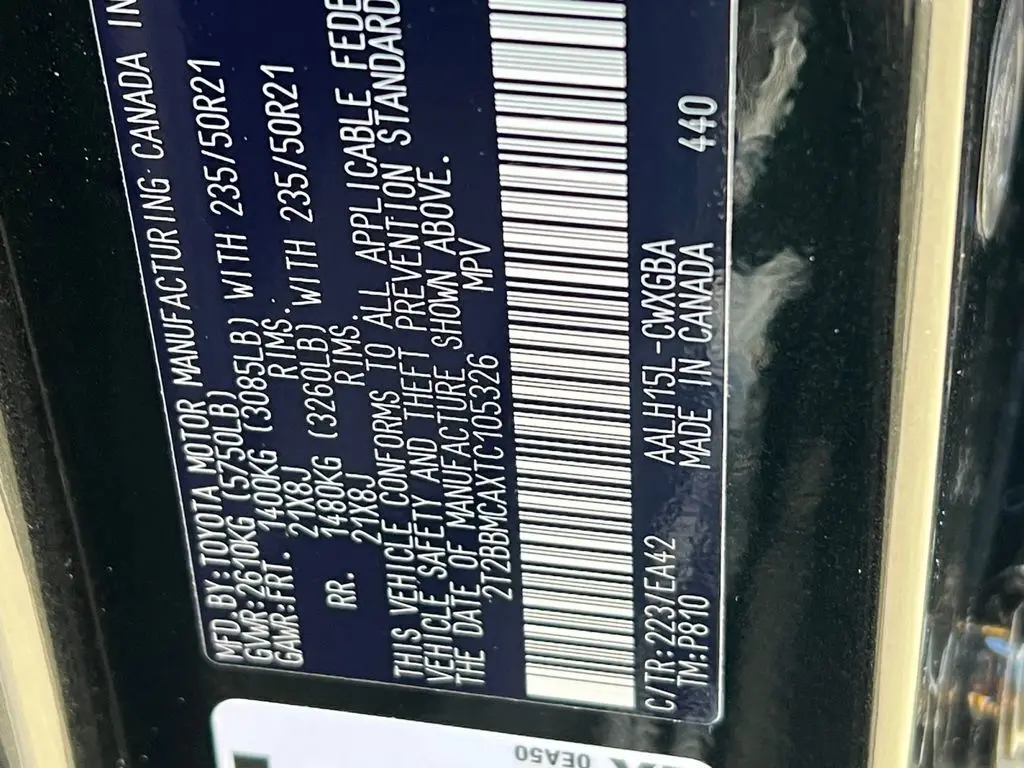 MFD.BY:TOYOTA MOTOR MANUFACTURING CANADA IN
GVWR:2610KG (5750LB)
GAWR:FRT. 1400KG (3085LB) WITH 235/50R21
21X8J RIMS.
RR. 1480KG (3260LB) WITH 235/50R21
21X8J RIMS.
THIS VEHICLE CONFORMS TO ALL APPLICABLE FEDE
VEHICLE SAFETY AND THEFT PREVENTION STANDARD
THE DATE OF MANUFACTURE SHOWN ABOVE.
2T2BBMCAXTC105326 MPV
C/TR:223/EA42 AALH15L-CWXGBA 440
TM:P810 MADE IN CANADA
0EA50